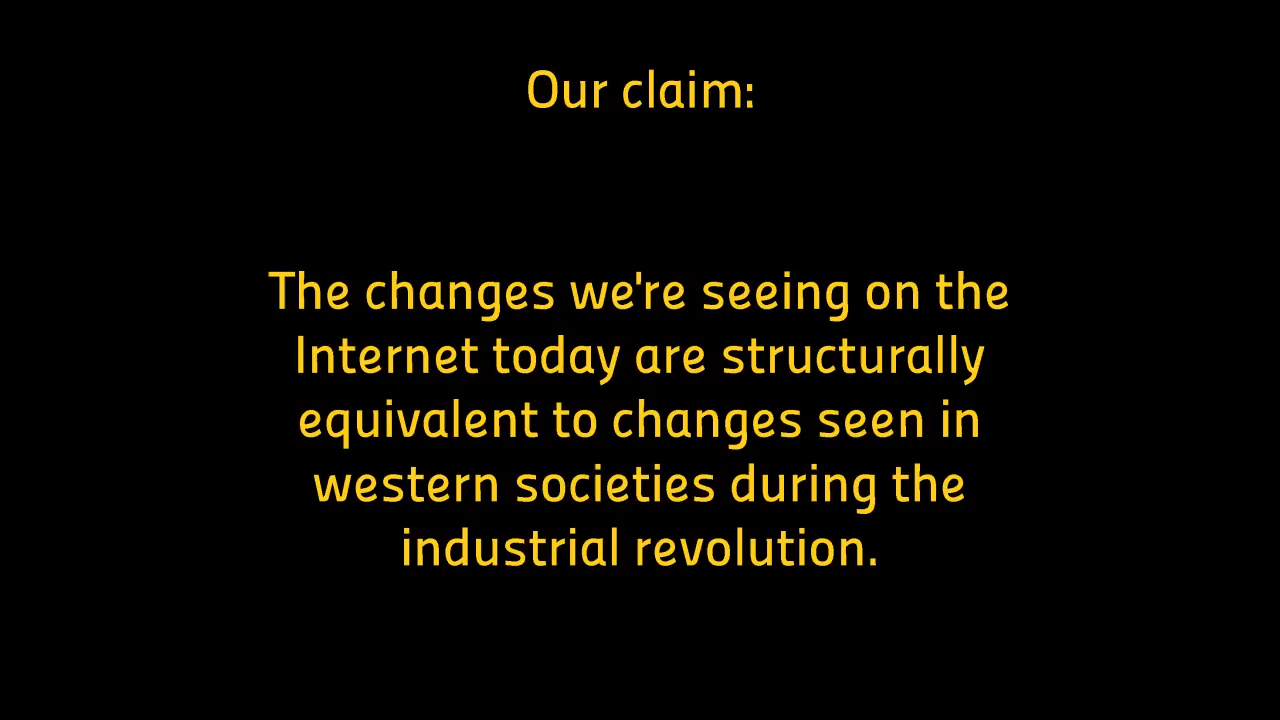 Our claim:
The changes we're seeing on the
Internet today are structurally
equivalent to changes seen in
western societies during the
industrial revolution.